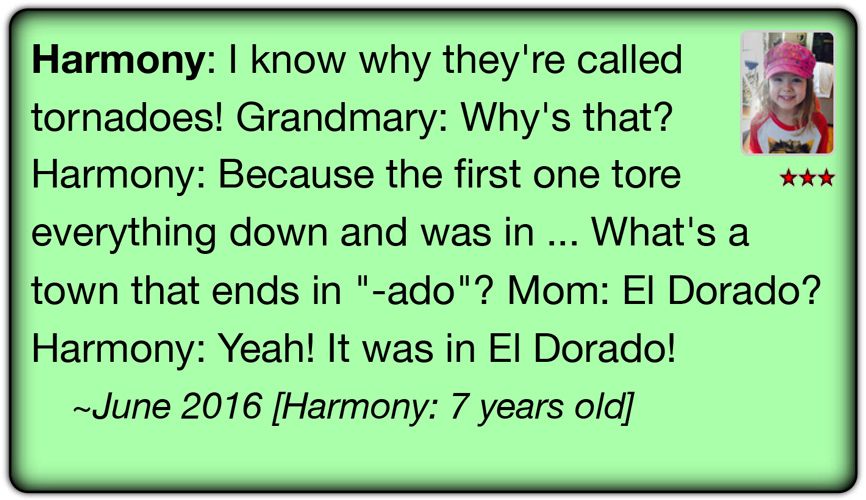 Harmony: I know why they're called
tornadoes! Grandmary: Why's that?
Harmony: Because the first one tore
everything down and was in ... What's a
town that ends in "-ado"? Mom: El Dorado?
Harmony: Yeah! It was in El Dorado!
~June 2016 [Harmony: 7 years old]